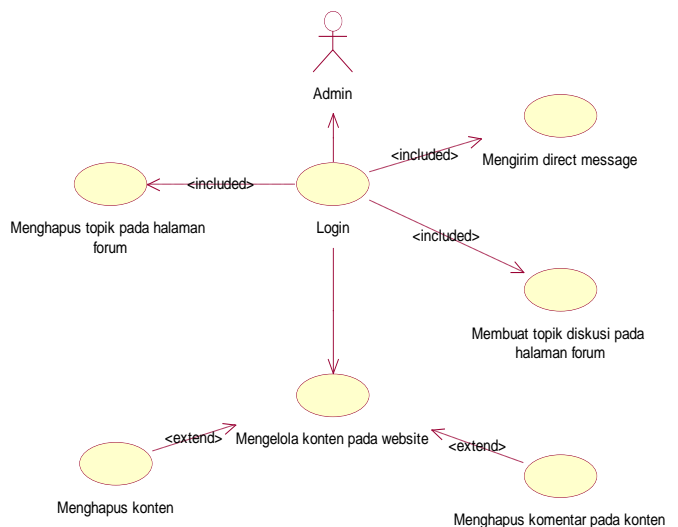 Admin
<included>
Mengirim direct message
<included>
Menghapus topik pada halaman
forum
Login
<included>
Membuat topik diskusi pada
halaman forum
<extend>
Mengelola konten pada website
<extend>
Menghapus konten
Menghapus komentar pada konten